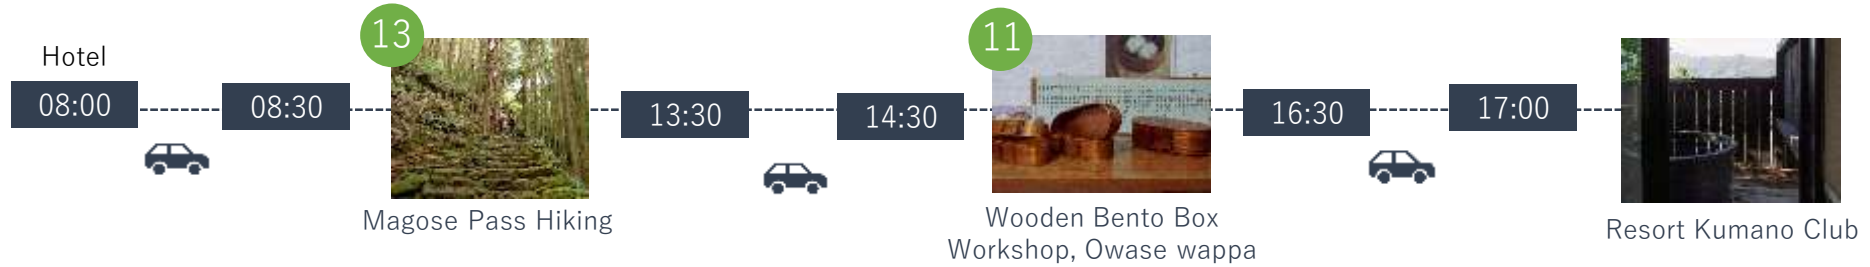 Hotel
08:00
08:30
13
Magose Pass Hiking
13:30
14:30
11
Wooden Bento Box
Workshop, Owase wappa
16:30
17:00
Resort Kumano Club